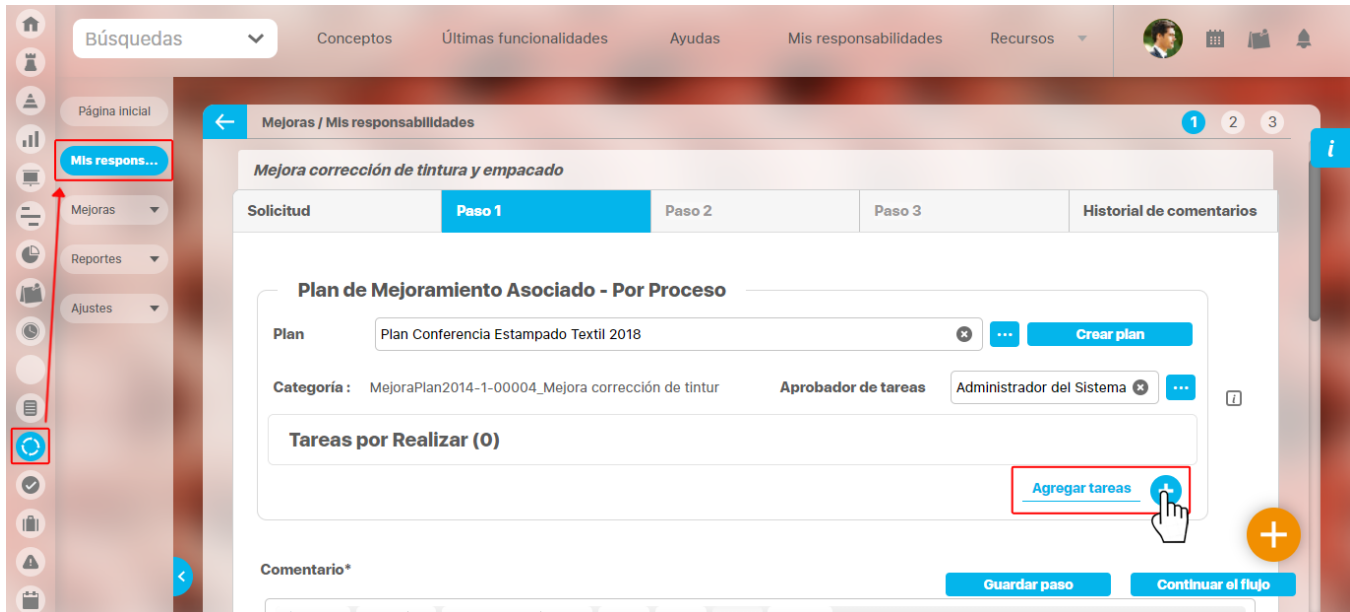 Búsquedas
Conceptos
Últimas funcionalidades
Ayudas
Mis responsabilidades
Recursos
Página inicial
Mis respons...
Mejoras
Reportes
Ajustes
Mejoras / Mis responsabilidades
1 2 3
i
Mejora corrección de tintura y empacado
Solicitud
Paso 1
Paso 2
Paso 3
Historial de comentarios
Plan de Mejoramiento Asociado - Por Proceso
Plan
Plan Conferencia Estampado Textil 2018
...
Crear plan
Categoría :
MejoraPlan2014-1-00004_Mejora corrección de tintur
Aprobador de tareas
Administrador del Sistema
...
i
Tareas por Realizar (0)
Agregar tareas
Comentario*
Guardar paso
Continuar el flujo